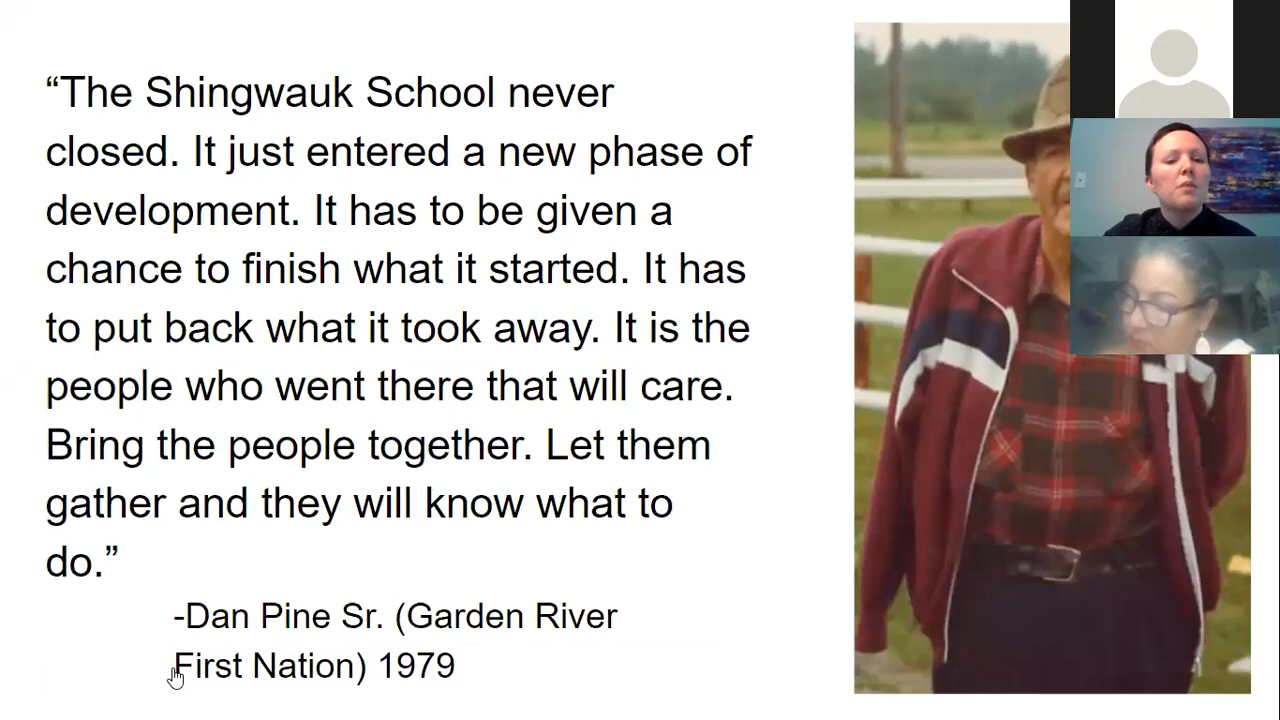 “The Shingwauk School never
closed. It just entered a new phase of
development. It has to be given a
chance to finish what it started. It has
to put back what it took away. It is the
people who went there that will care.
Bring the people together. Let them
gather and they will know what to
do.”
-Dan Pine Sr. (Garden River
First Nation) 1979